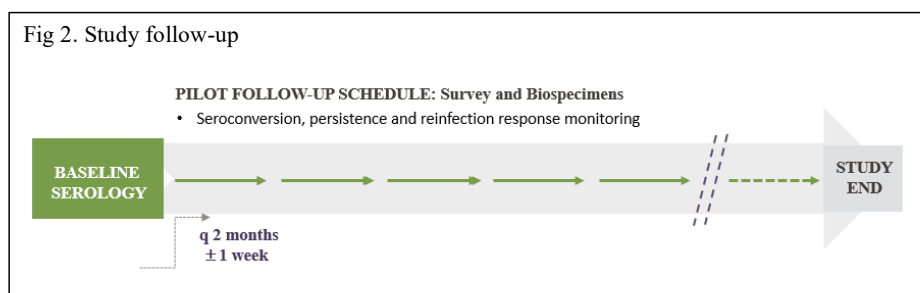 Fig 2. Study follow-up
PILOT FOLLOW-UP SCHEDULE: Survey and Biospecimens
• Seroconversion, persistence and reinfection response monitoring
BASELINE
SEROLOGY
STUDY
END
q 2 months
±1 week